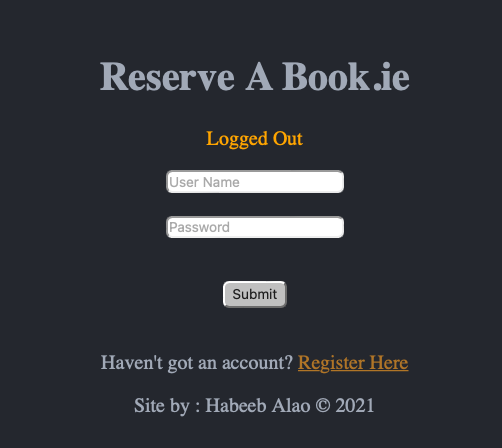 Reserve A Book.ie
Logged Out
User Name
Password
Submit
Haven't got an account? Register Here
Site by : Habeeb Alao © 2021